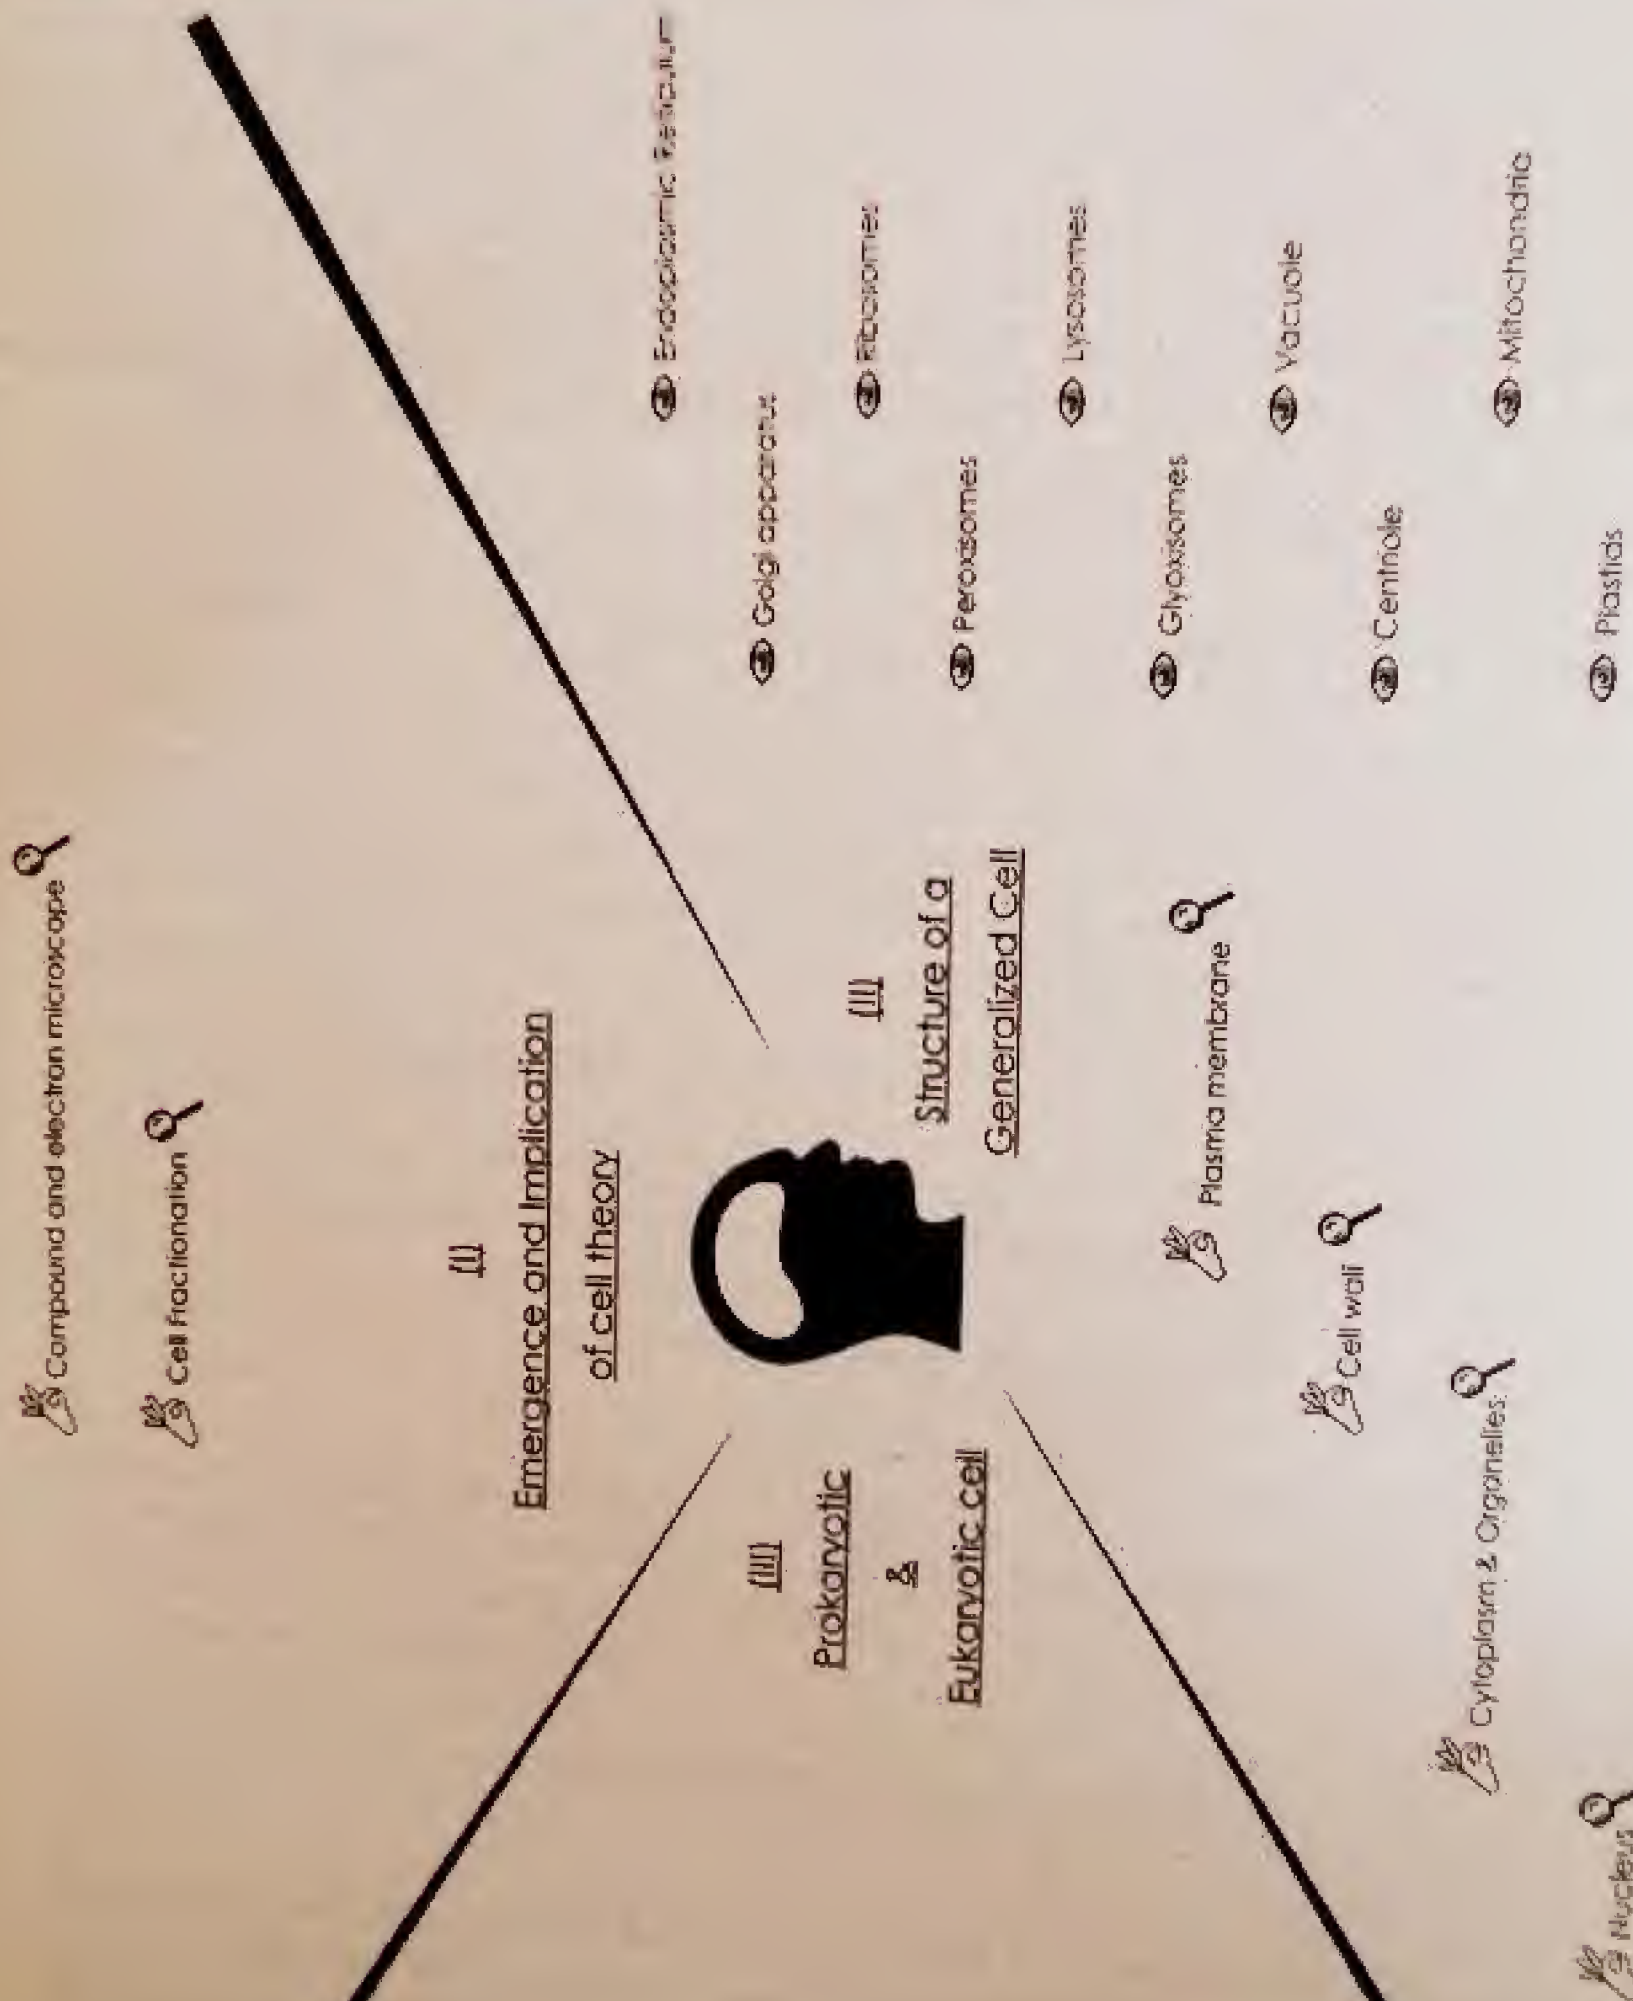 Compound and electron microscope
Cell fractionation
(I)
Emergence and Implication
of cell theory
(III)
Prokaryotic
&
Eukaryotic cell
(II)
Structure of a
Generalized Cell
Plasma membrane
Cell wall
Cytoplasm & Organelles:
Nucleus
Endoplasmic Reticulum
Golgi apparatus
Ribosomes
Peroxisomes
Lysosomes
Glyoxisomes
Vacuole
Centriole
Mitochondria
Plastids